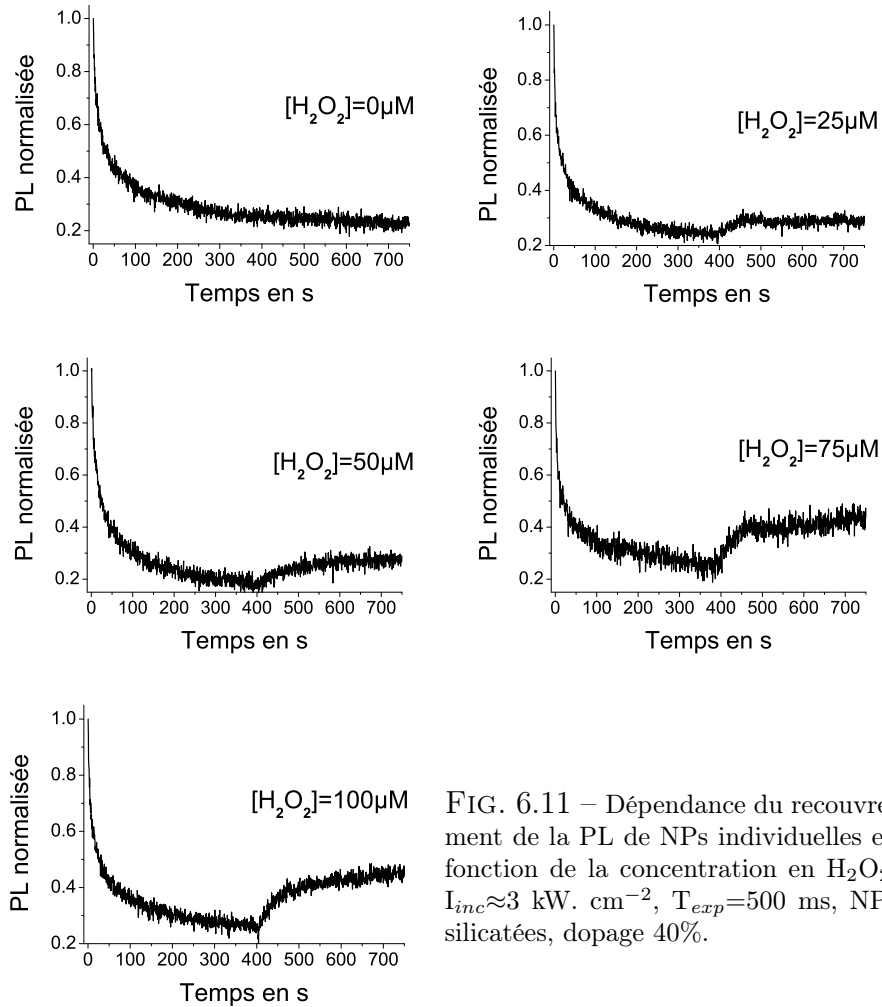 1.0
0.8
0.6
0.4
0.2
PL normalisée
[H₂O₂]=0µM
0 100 200 300 400 500 600 700
Temps en s
1.0
0.8
0.6
0.4
0.2
PL normalisée
[H₂O₂]=25µM
0 100 200 300 400 500 600 700
Temps en s
1.0
0.8
0.6
0.4
0.2
PL normalisée
[H₂O₂]=50µM
0 100 200 300 400 500 600 700
Temps en s
1.0
0.8
0.6
0.4
0.2
PL normalisée
[H₂O₂]=75µM
0 100 200 300 400 500 600 700
Temps en s
1.0
0.8
0.6
0.4
0.2
PL normalisée
[H₂O₂]=100µM
0 100 200 300 400 500 600 700
Temps en s
FIG. 6.11 – Dépendance du recouvre
ment de la PL de NPs individuelles e
fonction de la concentration en H₂O₂
I_inc≈3 kW. cm⁻², T_exp=500 ms, NP
silicatées, dopage 40%.